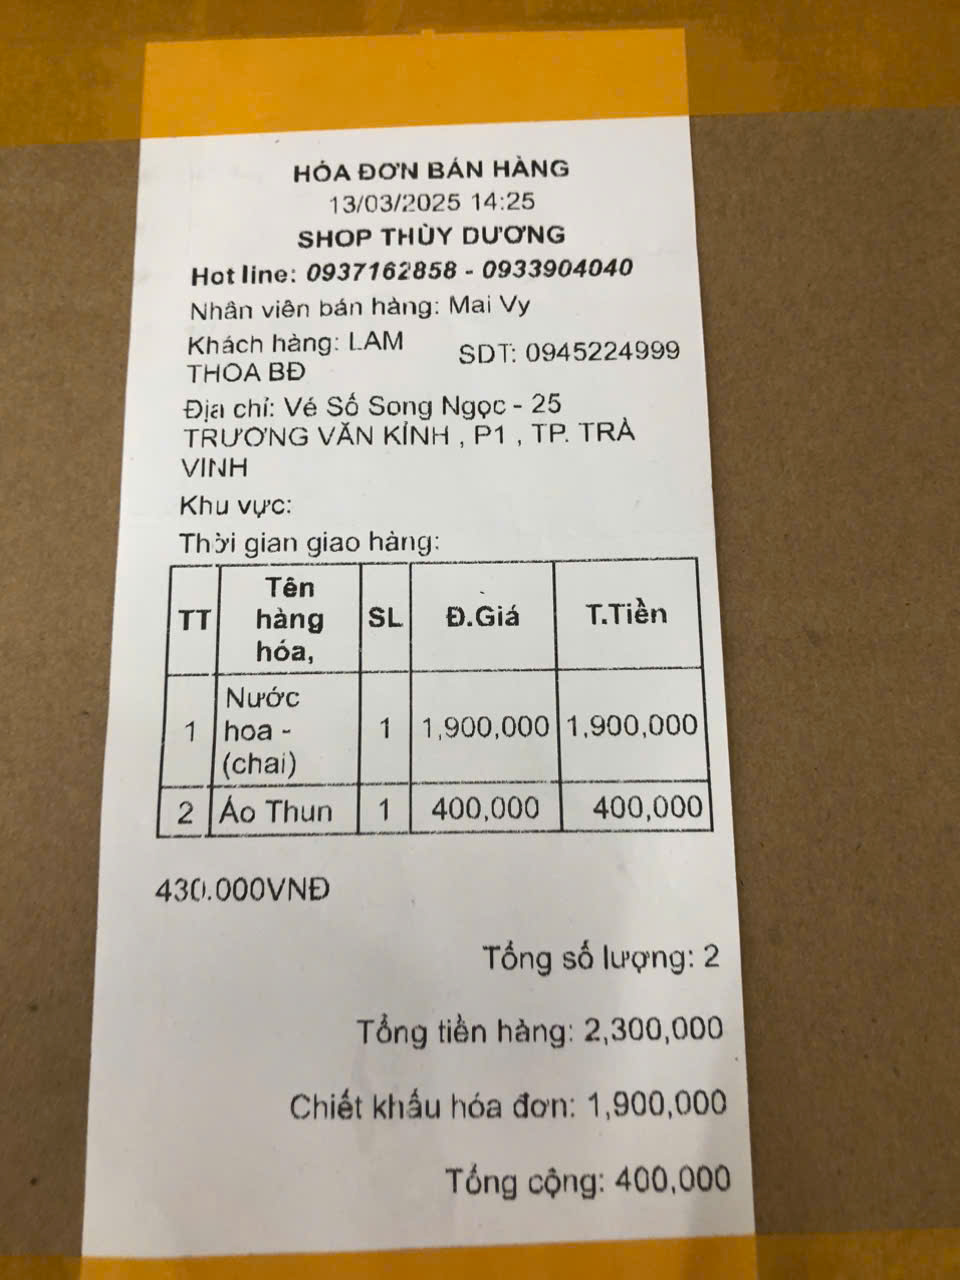 HÓA ĐƠN BÁN HÀNG
13/03/2025 14:25
SHOP THÙY DƯƠNG
Hot line: 0937162858 - 0933904040
Nhân viên bán hàng: Mai Vy
Khách hàng: LAM THOA BĐ
SDT: 0945224999
Địa chỉ: Vé Số Song Ngọc - 25
TRƯƠNG VĂN KỈNH , P1 , TP. TRÀ
VINH
Khu vực:
Thời gian giao hàng:
TT Tên hàng hóa, SL Đ.Giá T.Tiền
1 Nước hoa - (chai) 1 1,900,000 1,900,000
2 Áo Thun 1 400,000 400,000
430.000VNĐ
Tổng số lượng: 2
Tổng tiền hàng: 2,300,000
Chiết khấu hóa đơn: 1,900,000
Tổng cộng: 400,000